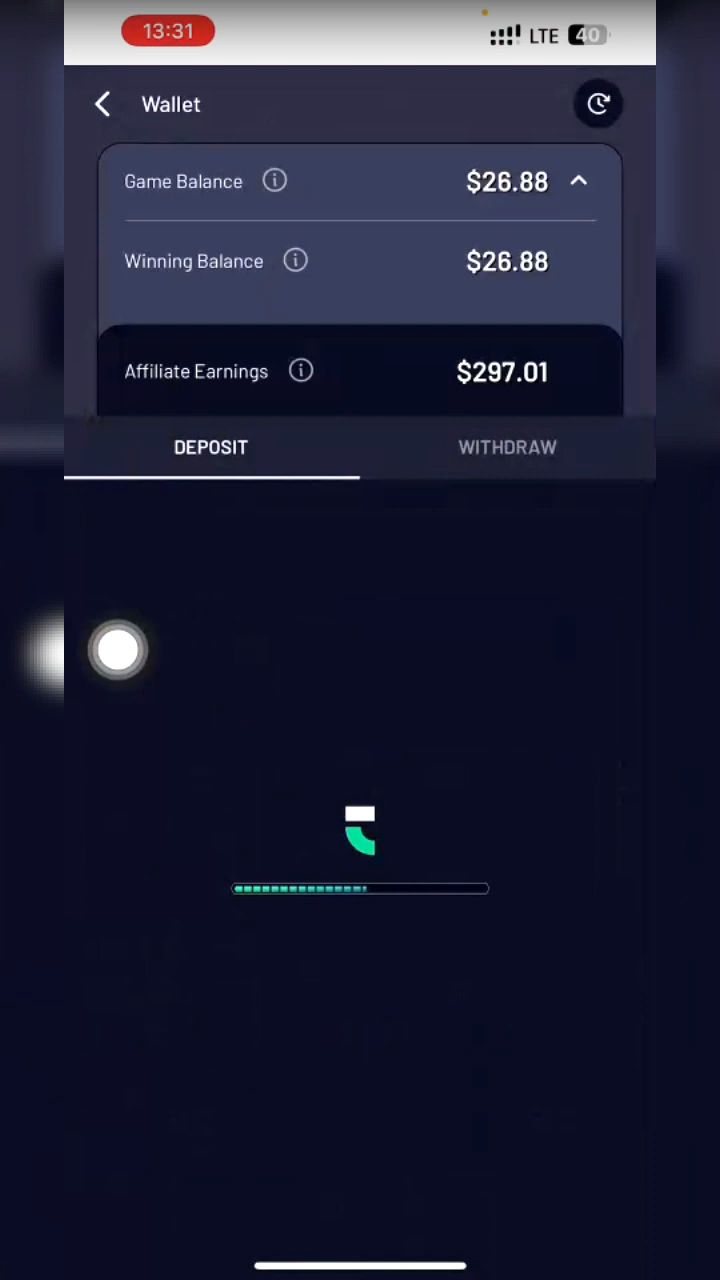 13:31 LTE 40
Wallet
Game Balance $26.88
Winning Balance $26.88
Affiliate Earnings $297.01
DEPOSIT WITHDRAW